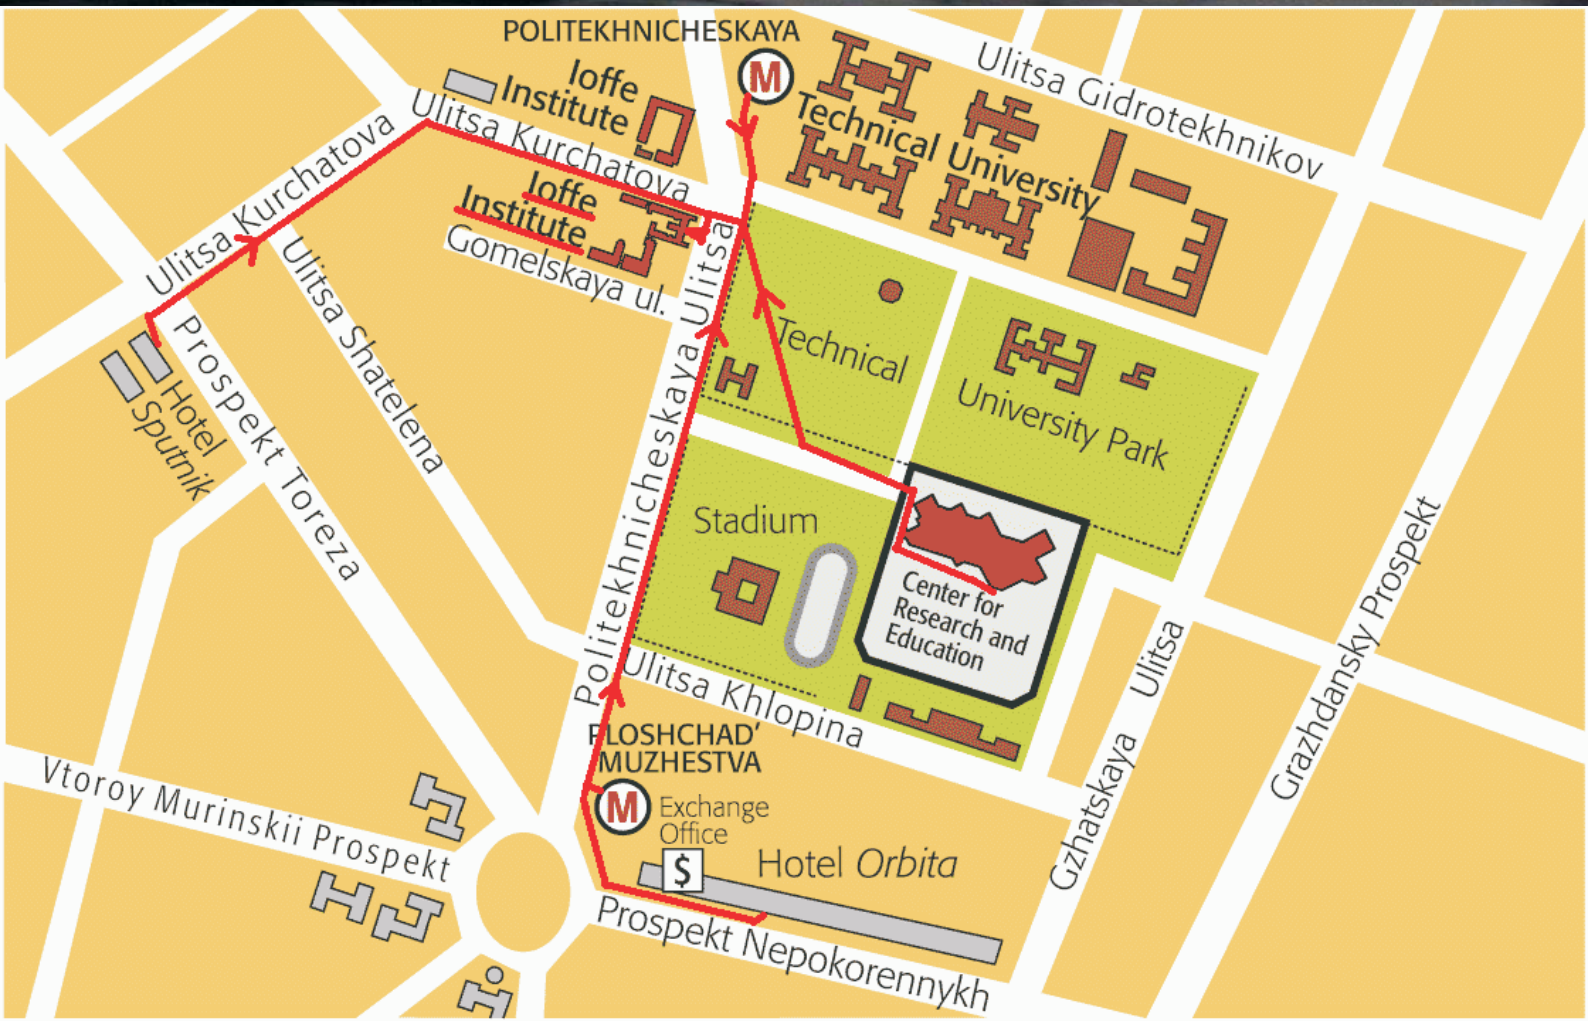 POLITEKHNICHESKAYA
M
Ioffe
Institute
Technical University
Ulitsa Gidrotekhnikov
Ulitsa Kurchatova
Ulitsa Kurchatova
Ioffe
Institute
Gomelskaya ul.
Ulitsa Shatelena
Prospekt Toreza
Hotel
Sputnik
Politekhnicheskaya Ulitsa
Technical
University Park
Stadium
Center for
Research and
Education
Ulitsa Khlopina
PLOSHCHAD'
MUZHESTVA
M
Exchange
Office
$
Hotel Orbita
Vtoroy Murinskii Prospekt
Prospekt Nepokorennykh
Gzhatskaya Ulitsa
Grazhdansky Prospekt